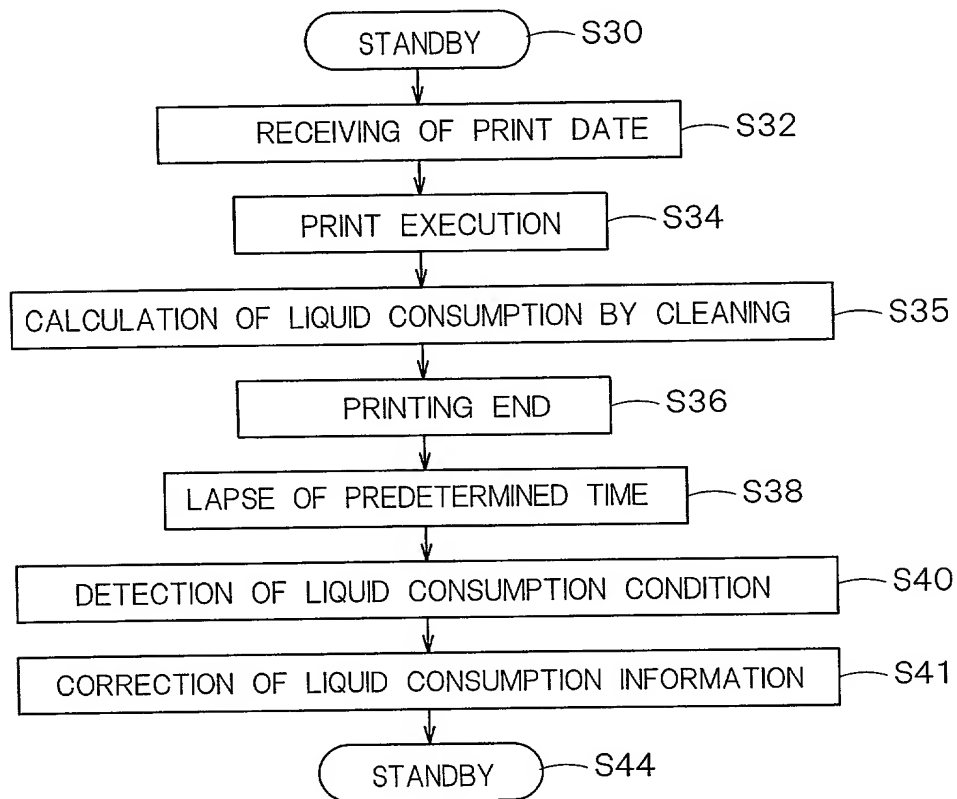 STANDBY S30
RECEIVING OF PRINT DATE S32
PRINT EXECUTION S34
CALCULATION OF LIQUID CONSUMPTION BY CLEANING S35
PRINTING END S36
LAPSE OF PREDETERMINED TIME S38
DETECTION OF LIQUID CONSUMPTION CONDITION S40
CORRECTION OF LIQUID CONSUMPTION INFORMATION S41
STANDBY S44